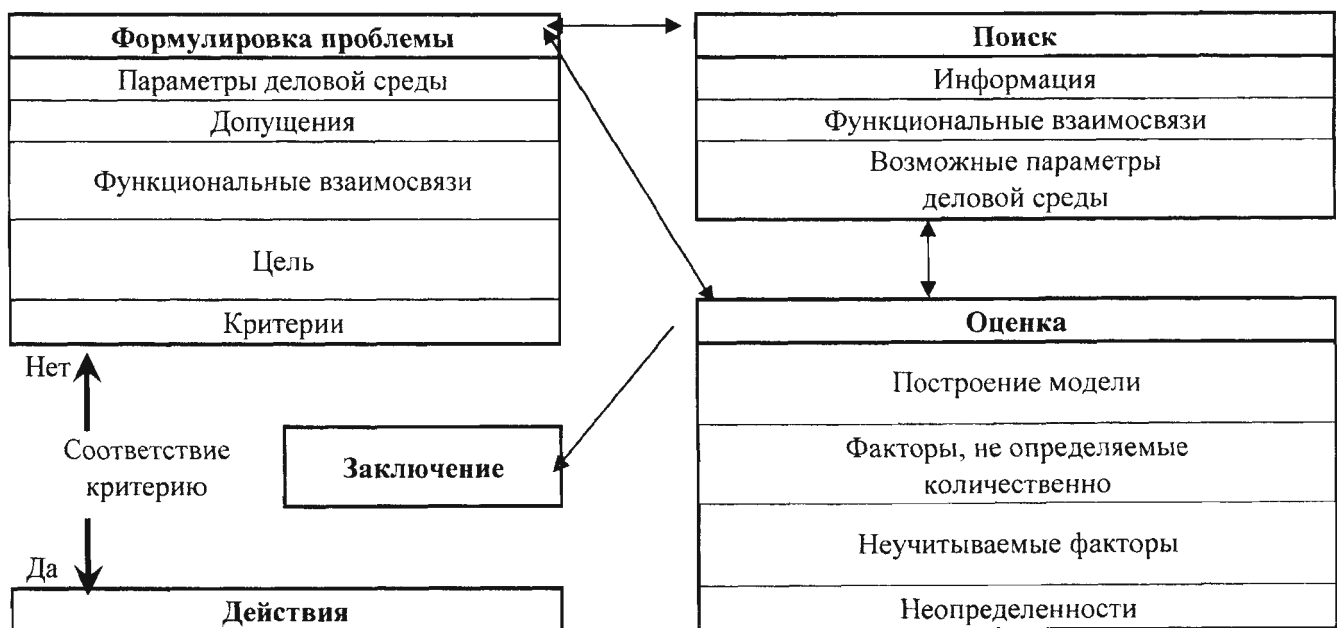 Формулировка проблемы
Параметры деловой среды
Допущения
Функциональные взаимосвязи
Цель
Критерии
Поиск
Информация
Функциональные взаимосвязи
Возможные параметры
деловой среды
Оценка
Построение модели
Факторы, не определяемые
количественно
Неучитываемые факторы
Неопределенности
Нет
Соответствие
критерию
Да
Заключение
Действия